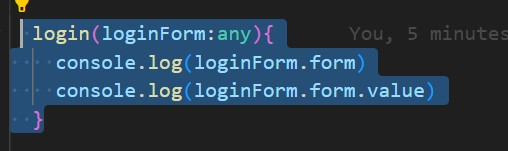 login(loginForm:any){ You, 5 minutes
console.log(loginForm.form)
console.log(loginForm.form.value)
}